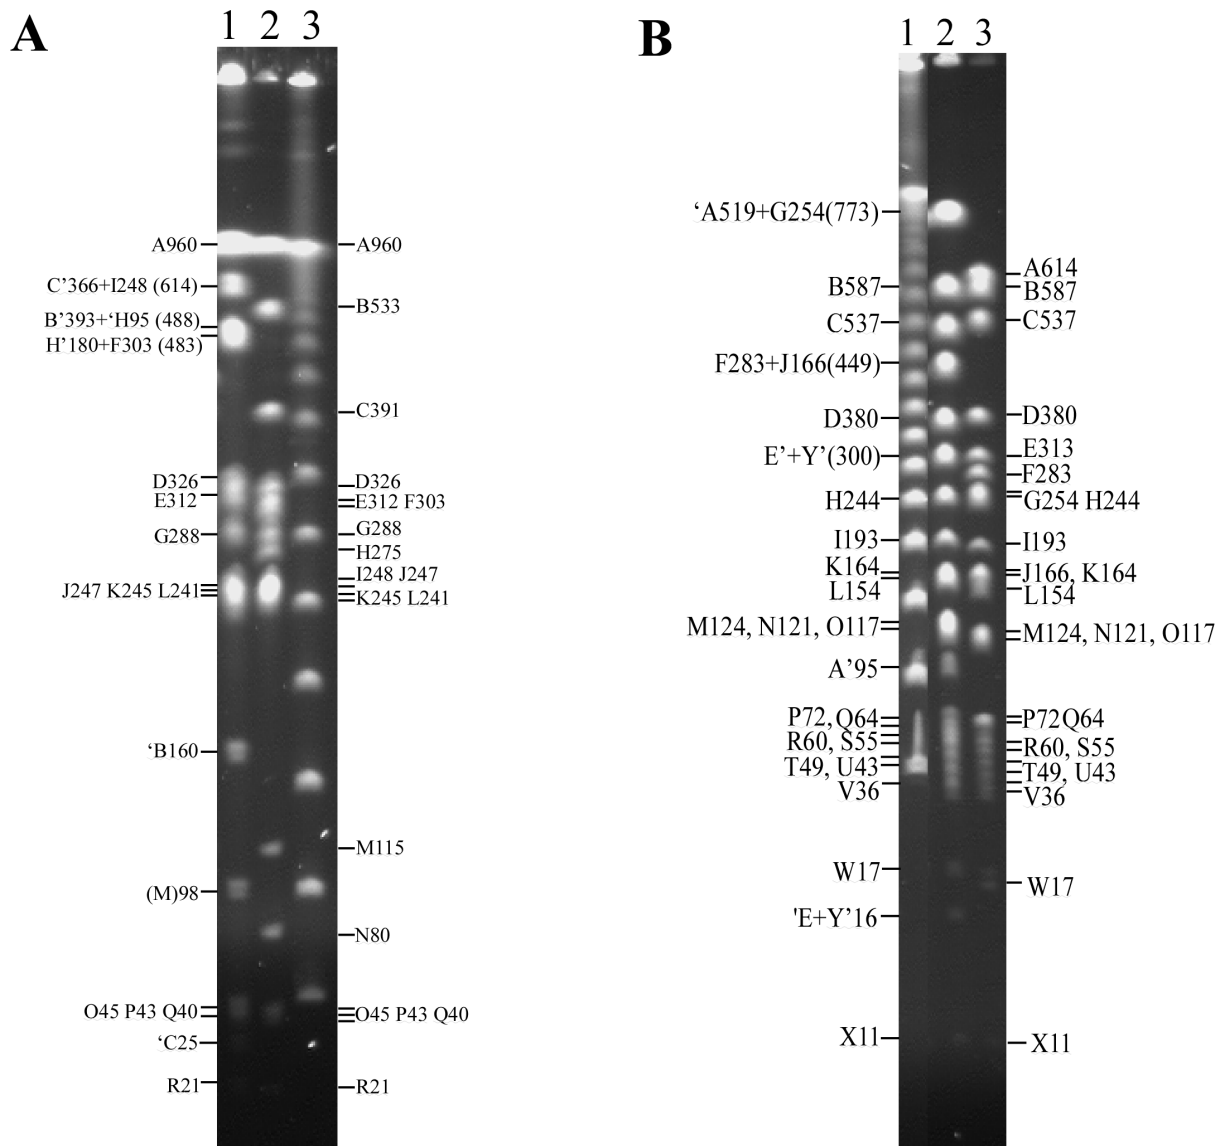 A
1 2 3
A960
C'366+I248 (614)
B'393+‘H95 (488)
H'180+F303 (483)
D326
E312
G288
J247 K245 L241
‘B160
(M)98
O45 P43 Q40
‘C25
R21
A960
B533
C391
D326
E312 F303
G288
H275
I248 J247
K245 L241
M115
N80
O45 P43 Q40
R21
B
1 2 3
‘A519+G254(773)
B587
C537
F283+J166(449)
D380
E’+Y’(300)
H244
I193
K164
L154
M124, N121, O117
A’95
P72, Q64
R60, S55
T49, U43
V36
W17
'E+Y’16
X11
A614
B587
C537
D380
E313
F283
G254 H244
I193
J166, K164
L154
M124, N121, O117
P72Q64
R60, S55
T49, U43
V36
W17
X11